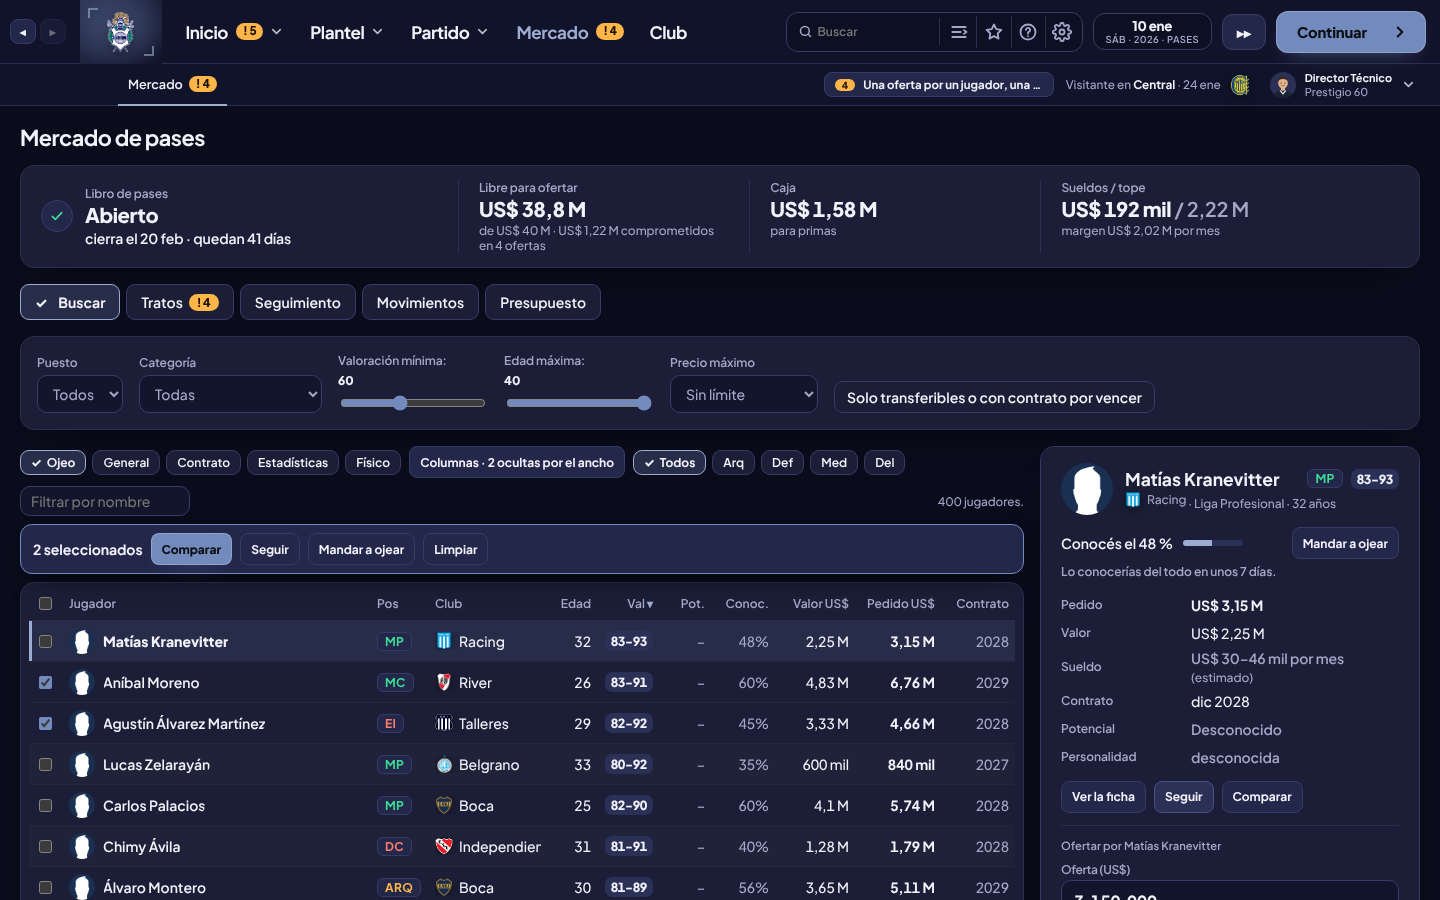 Inicio !5
Plantel
Partido
Mercado !4
Club
Buscar
10 ene
SÁB · 2026 · PASES
Continuar
Mercado !4
4 Una oferta por un jugador, una ...
Visitante en Central · 24 ene
Director Técnico
Prestigio 60
Mercado de pases
Libro de pases
Abierto
cierra el 20 feb · quedan 41 días
Libre para ofertar
US$ 38,8 M
de US$ 40 M · US$ 1,22 M comprometidos
en 4 ofertas
Caja
US$ 1,58 M
para primas
Sueldos / tope
US$ 192 mil / 2,22 M
margen US$ 2,02 M por mes
Buscar
Tratos !4
Seguimiento
Movimientos
Presupuesto
Puesto
Todos
Categoría
Todas
Valoración mínima:
60
Edad máxima:
40
Precio máximo
Sin límite
Solo transferibles o con contrato por vencer
Ojeo
General
Contrato
Estadísticas
Físico
Columnas · 2 ocultas por el ancho
Todos
Arq
Def
Med
Del
Filtrar por nombre
400 jugadores.
2 seleccionados
Comparar
Seguir
Mandar a ojear
Limpiar
Jugador Pos Club Edad Val▾ Pot. Conoc. Valor US$ Pedido US$ Contrato
Matías Kranevitter MP Racing 32 83–93 – 48% 2,25 M 3,15 M 2028
Aníbal Moreno MC River 26 83–91 – 60% 4,83 M 6,76 M 2029
Agustín Álvarez Martínez EI Talleres 29 82–92 – 45% 3,33 M 4,66 M 2028
Lucas Zelarayán MP Belgrano 33 80–92 – 35% 600 mil 840 mil 2027
Carlos Palacios MP Boca 25 82–90 – 60% 4,1 M 5,74 M 2028
Chimy Ávila DC Independier 31 81–91 – 40% 1,28 M 1,79 M 2028
Álvaro Montero ARQ Boca 30 81–89 – 56% 3,65 M 5,11 M 2029
Matías Kranevitter MP 83–93
Racing · Liga Profesional · 32 años
Conocés el 48 %
Mandar a ojear
Lo conocerías del todo en unos 7 días.
Pedido US$ 3,15 M
Valor US$ 2,25 M
Sueldo US$ 30–46 mil por mes
(estimado)
Contrato dic 2028
Potencial Desconocido
Personalidad desconocida
Ver la ficha
Seguir
Comparar
Ofertar por Matías Kranevitter
Oferta (US$)
3.150.000